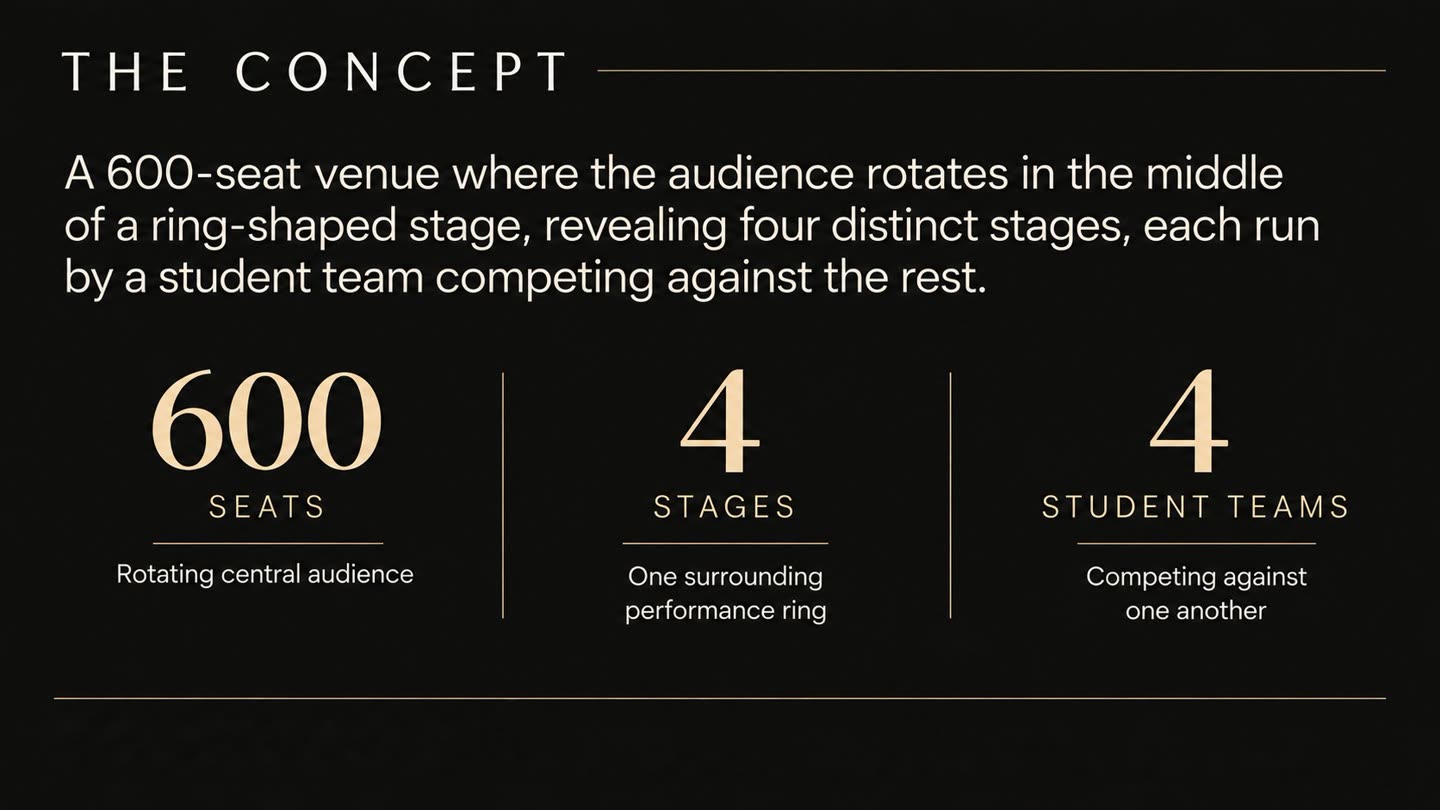 THE CONCEPT
A 600-seat venue where the audience rotates in the middle
of a ring-shaped stage, revealing four distinct stages, each run
by a student team competing against the rest.
600
SEATS
Rotating central audience
4
STAGES
One surrounding
performance ring
4
STUDENT TEAMS
Competing against
one another